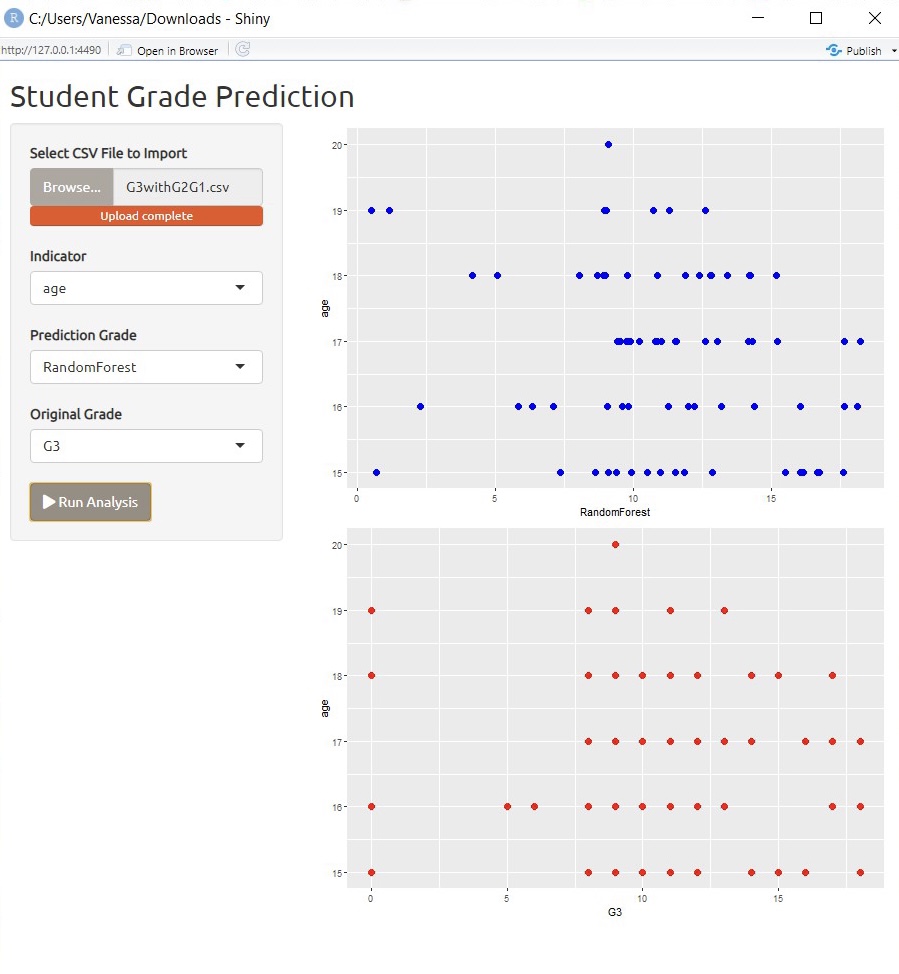 R C:/Users/Vanessa/Downloads - Shiny
http://127.0.0.1:4490 Open in Browser Publish
Student Grade Prediction
Select CSV File to Import
Browse... G3withG2G1.csv
Upload complete
Indicator
age
Prediction Grade
RandomForest
Original Grade
G3
Run Analysis
age
20
19
18
17
16
15
0 5 10 15
RandomForest
age
20
19
18
17
16
15
0 5 10 15
G3